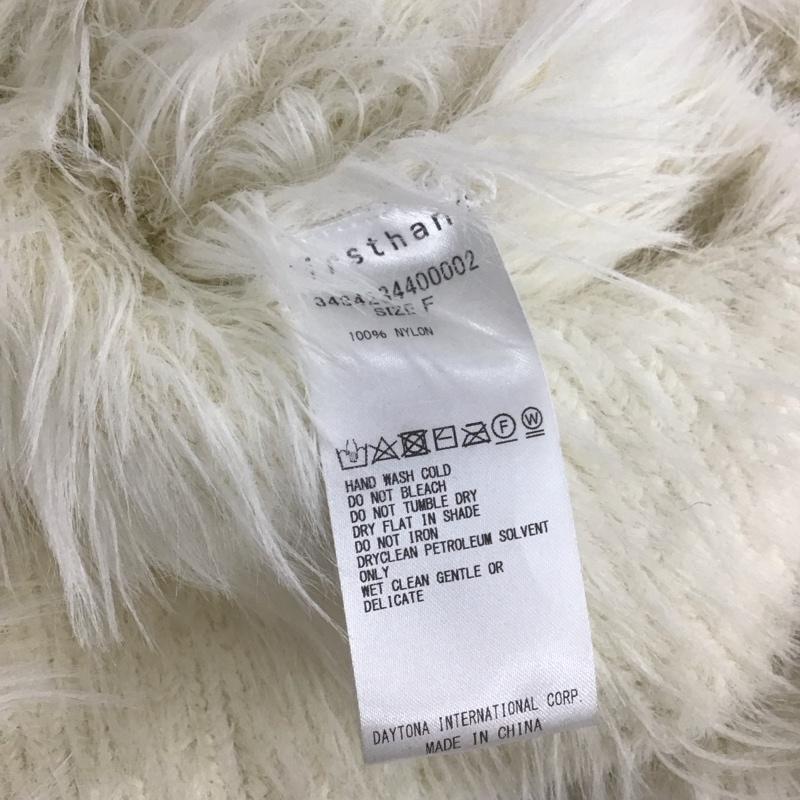 firsthan
SIZE F
100% NYLON
F W
HAND WASH COLD
DO NOT BLEACH
DO NOT TUMBLE DRY
DRY FLAT IN SHADE
DO NOT IRON
DRYCLEAN PETROLEUM SOLVENT
ONLY
WET CLEAN GENTLE OR
DELICATE
DAYTONA INTERNATIONAL CORP.
MADE IN CHINA